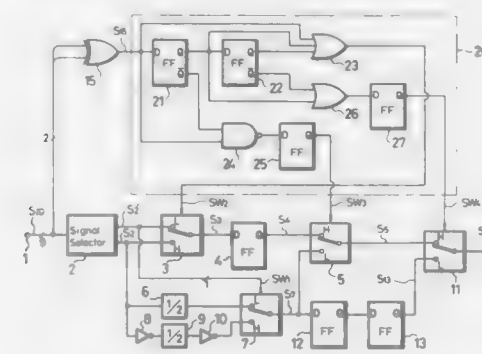 S18
2
15
FF
21
FF
22
23
FF
24
25
26
FF
27
SW2
SW3
SW4
S10
1
Signal
Selector
2
S1
S2
3
S3
FF
4
S4
5
S5
11
SW1
6
1/2
8
1/2
9
10
H
7
S7
FF
12
FF
13
S13